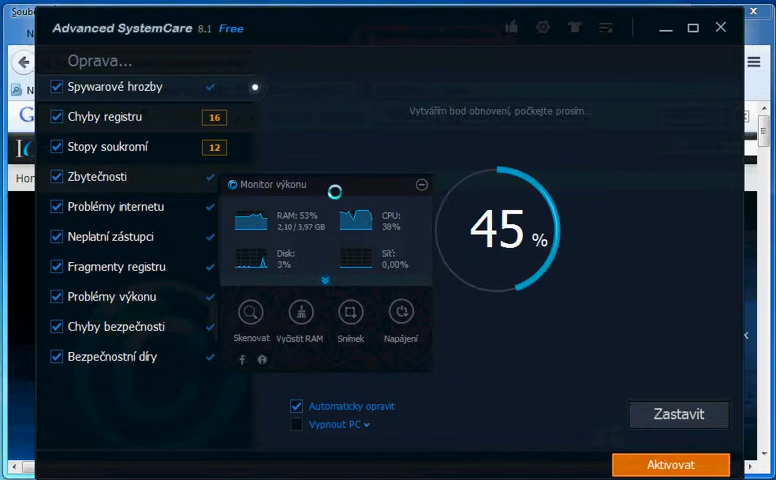 Soubo
Advanced SystemCare 8.1 Free
Oprava...
Spywarové hrozby
Vytvářím bod obnovení, počkejte prosím...
Chyby registru 16
Stopy soukromí 12
Zbytečnosti
Problémy internetu
Neplatní zástupci
Fragmenty registru
Problémy výkonu
Chyby bezpečnosti
Bezpečnostní díry
Monitor výkonu
RAM: 53%
2,10 / 3,97 GB
CPU:
38%
Disk:
3%
Síť:
0,00%
Skenovat
Vyčistit RAM
Snímek
Napájení
45 %
Automaticky opravit
Vypnout PC
Zastavit
Aktivovat